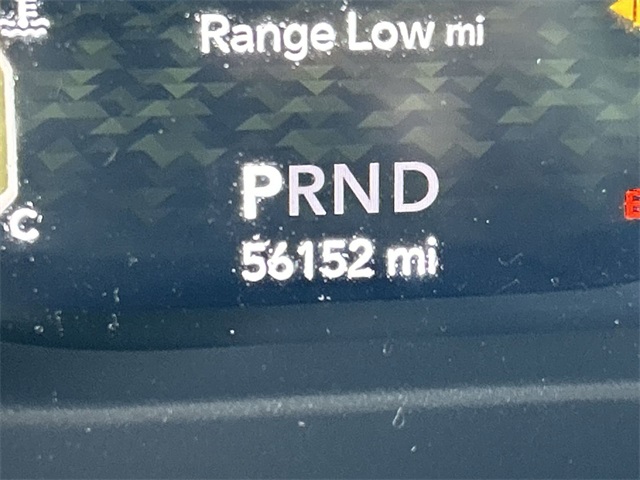 Range Low mi
PRND
56152 mi
C
E